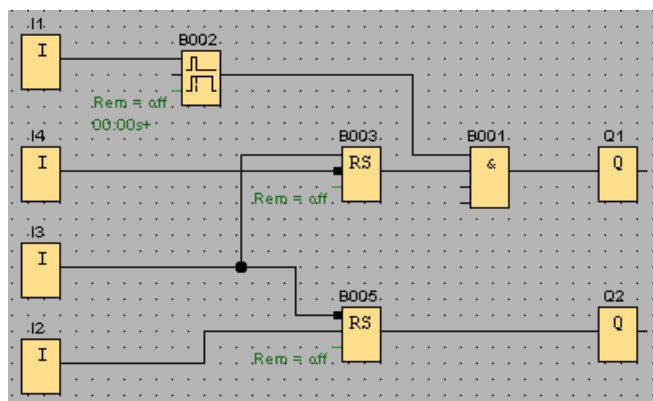 I1
I
B002
Rem = off
00:00s+
I4
I
B003
RS
Rem = off
B001
&
Q1
Q
I3
I
B005
RS
Rem = off
Q2
Q
I2
I